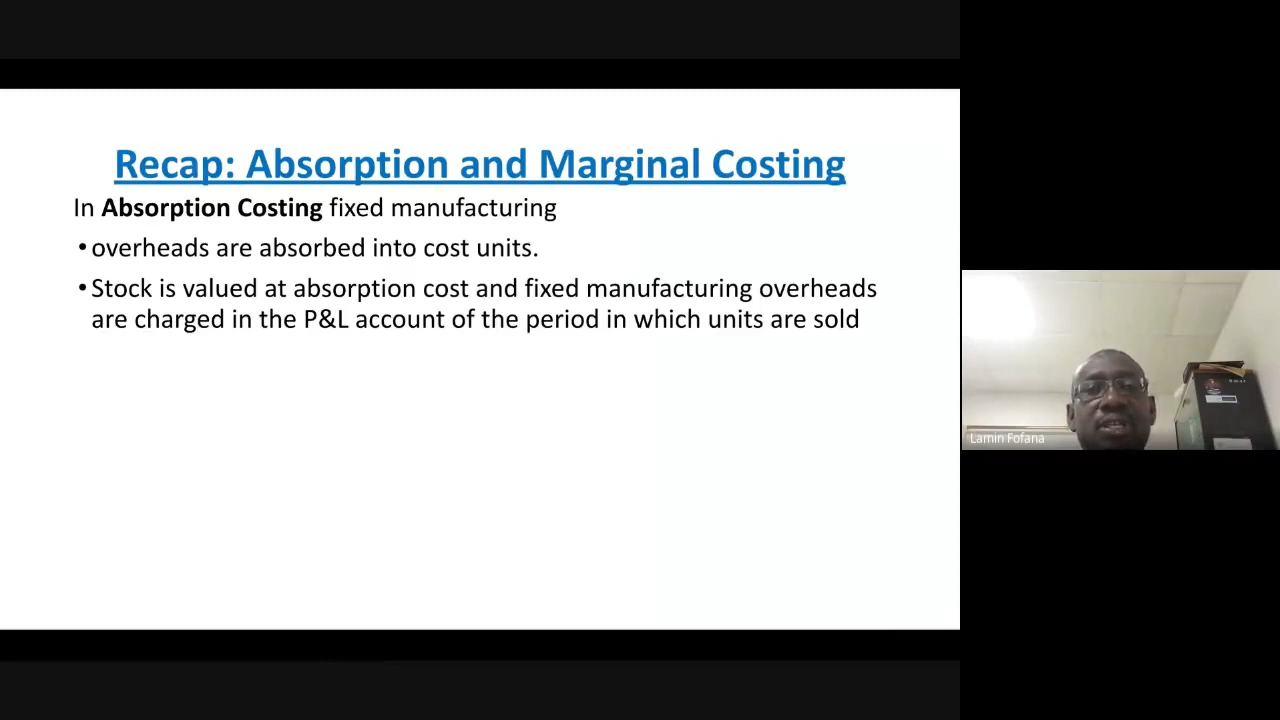 Recap: Absorption and Marginal Costing
In Absorption Costing fixed manufacturing
• overheads are absorbed into cost units.
• Stock is valued at absorption cost and fixed manufacturing overheads
are charged in the P&L account of the period in which units are sold
Lamin Fofana